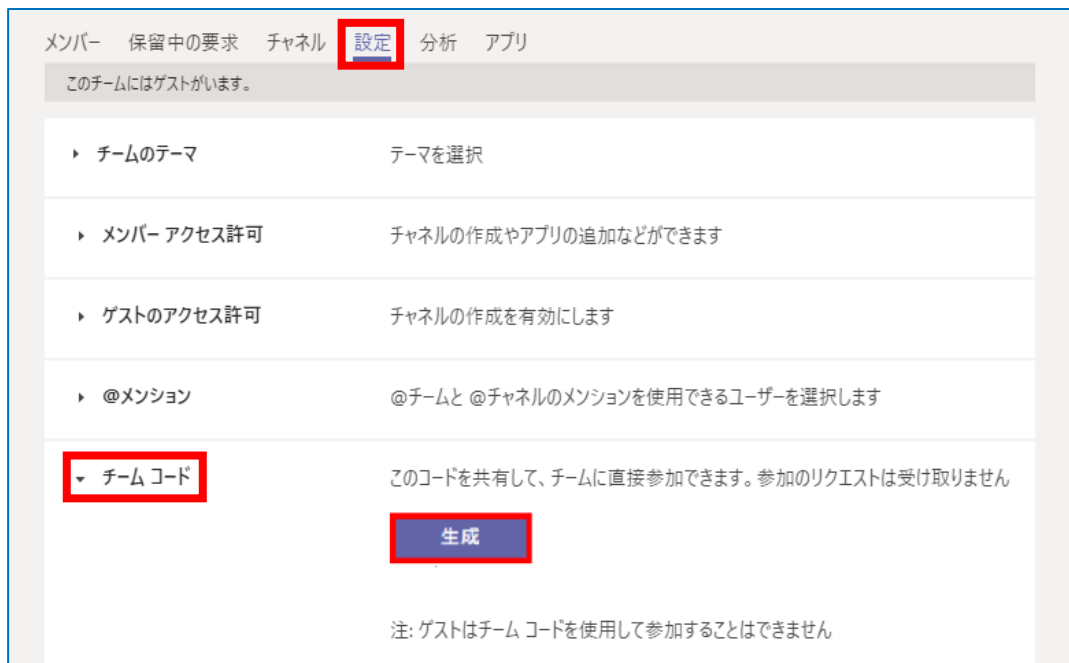 メンバー 保留中の要求 チャネル 設定 分析 アプリ
このチームにはゲストがいます。
チームのテーマ テーマを選択
メンバー アクセス許可 チャネルの作成やアプリの追加などができます
ゲストのアクセス許可 チャネルの作成を有効にします
@メンション @チームと @チャネルのメンションを使用できるユーザーを選択します
チーム コード このコードを共有して、チームに直接参加できます。参加のリクエストは受け取りません
生成
注: ゲストはチーム コードを使用して参加することはできません